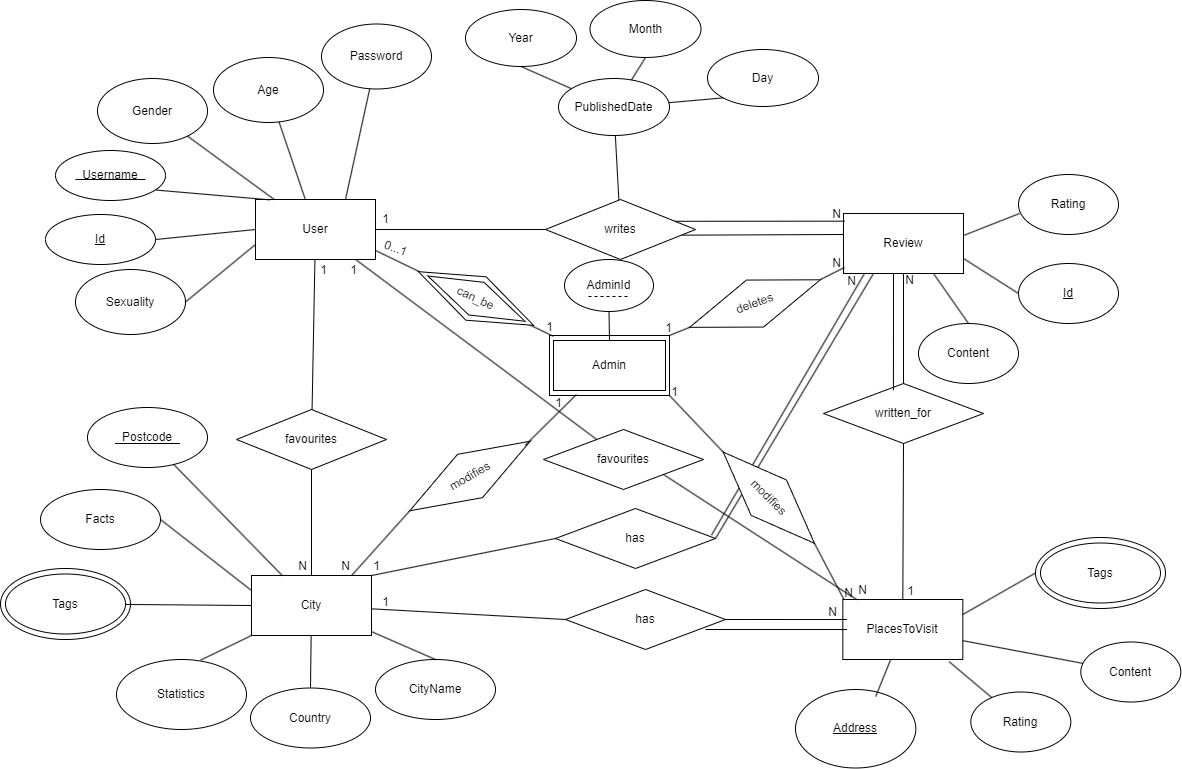 Year
Month
Day
PublishedDate
Password
Age
Gender
Username
Id
Sexuality
User
1
writes
N
Review
Rating
Id
Content
0...1
can_be
1
1
1
AdminId
deletes
N
1
Admin
1
1
N
N
written_for
1
favourites
N
modifies
N
favourites
N
modifies
N
has
1
Postcode
Facts
Tags
Statistics
Country
CityName
City
1
has
N
PlacesToVisit
Tags
Content
Rating
Address